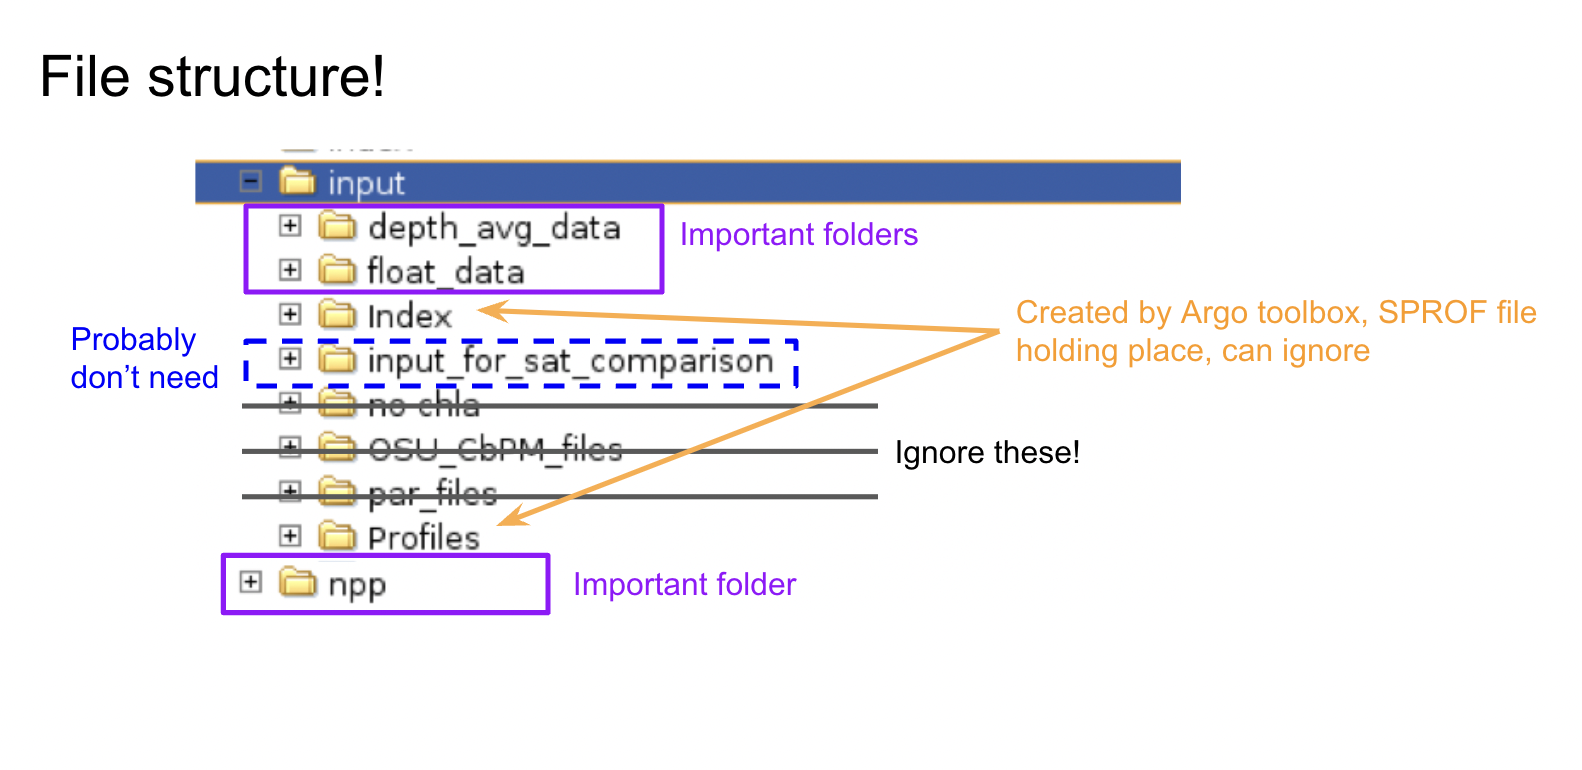 File structure!
input
depth_avg_data
Important folders
float_data
Index
Created by Argo toolbox, SPROF file
holding place, can ignore
Probably
don't need
input_for_sat_comparison
no chla
OSU_CbPM_files
Ignore these!
par_files
Profiles
npp
Important folder